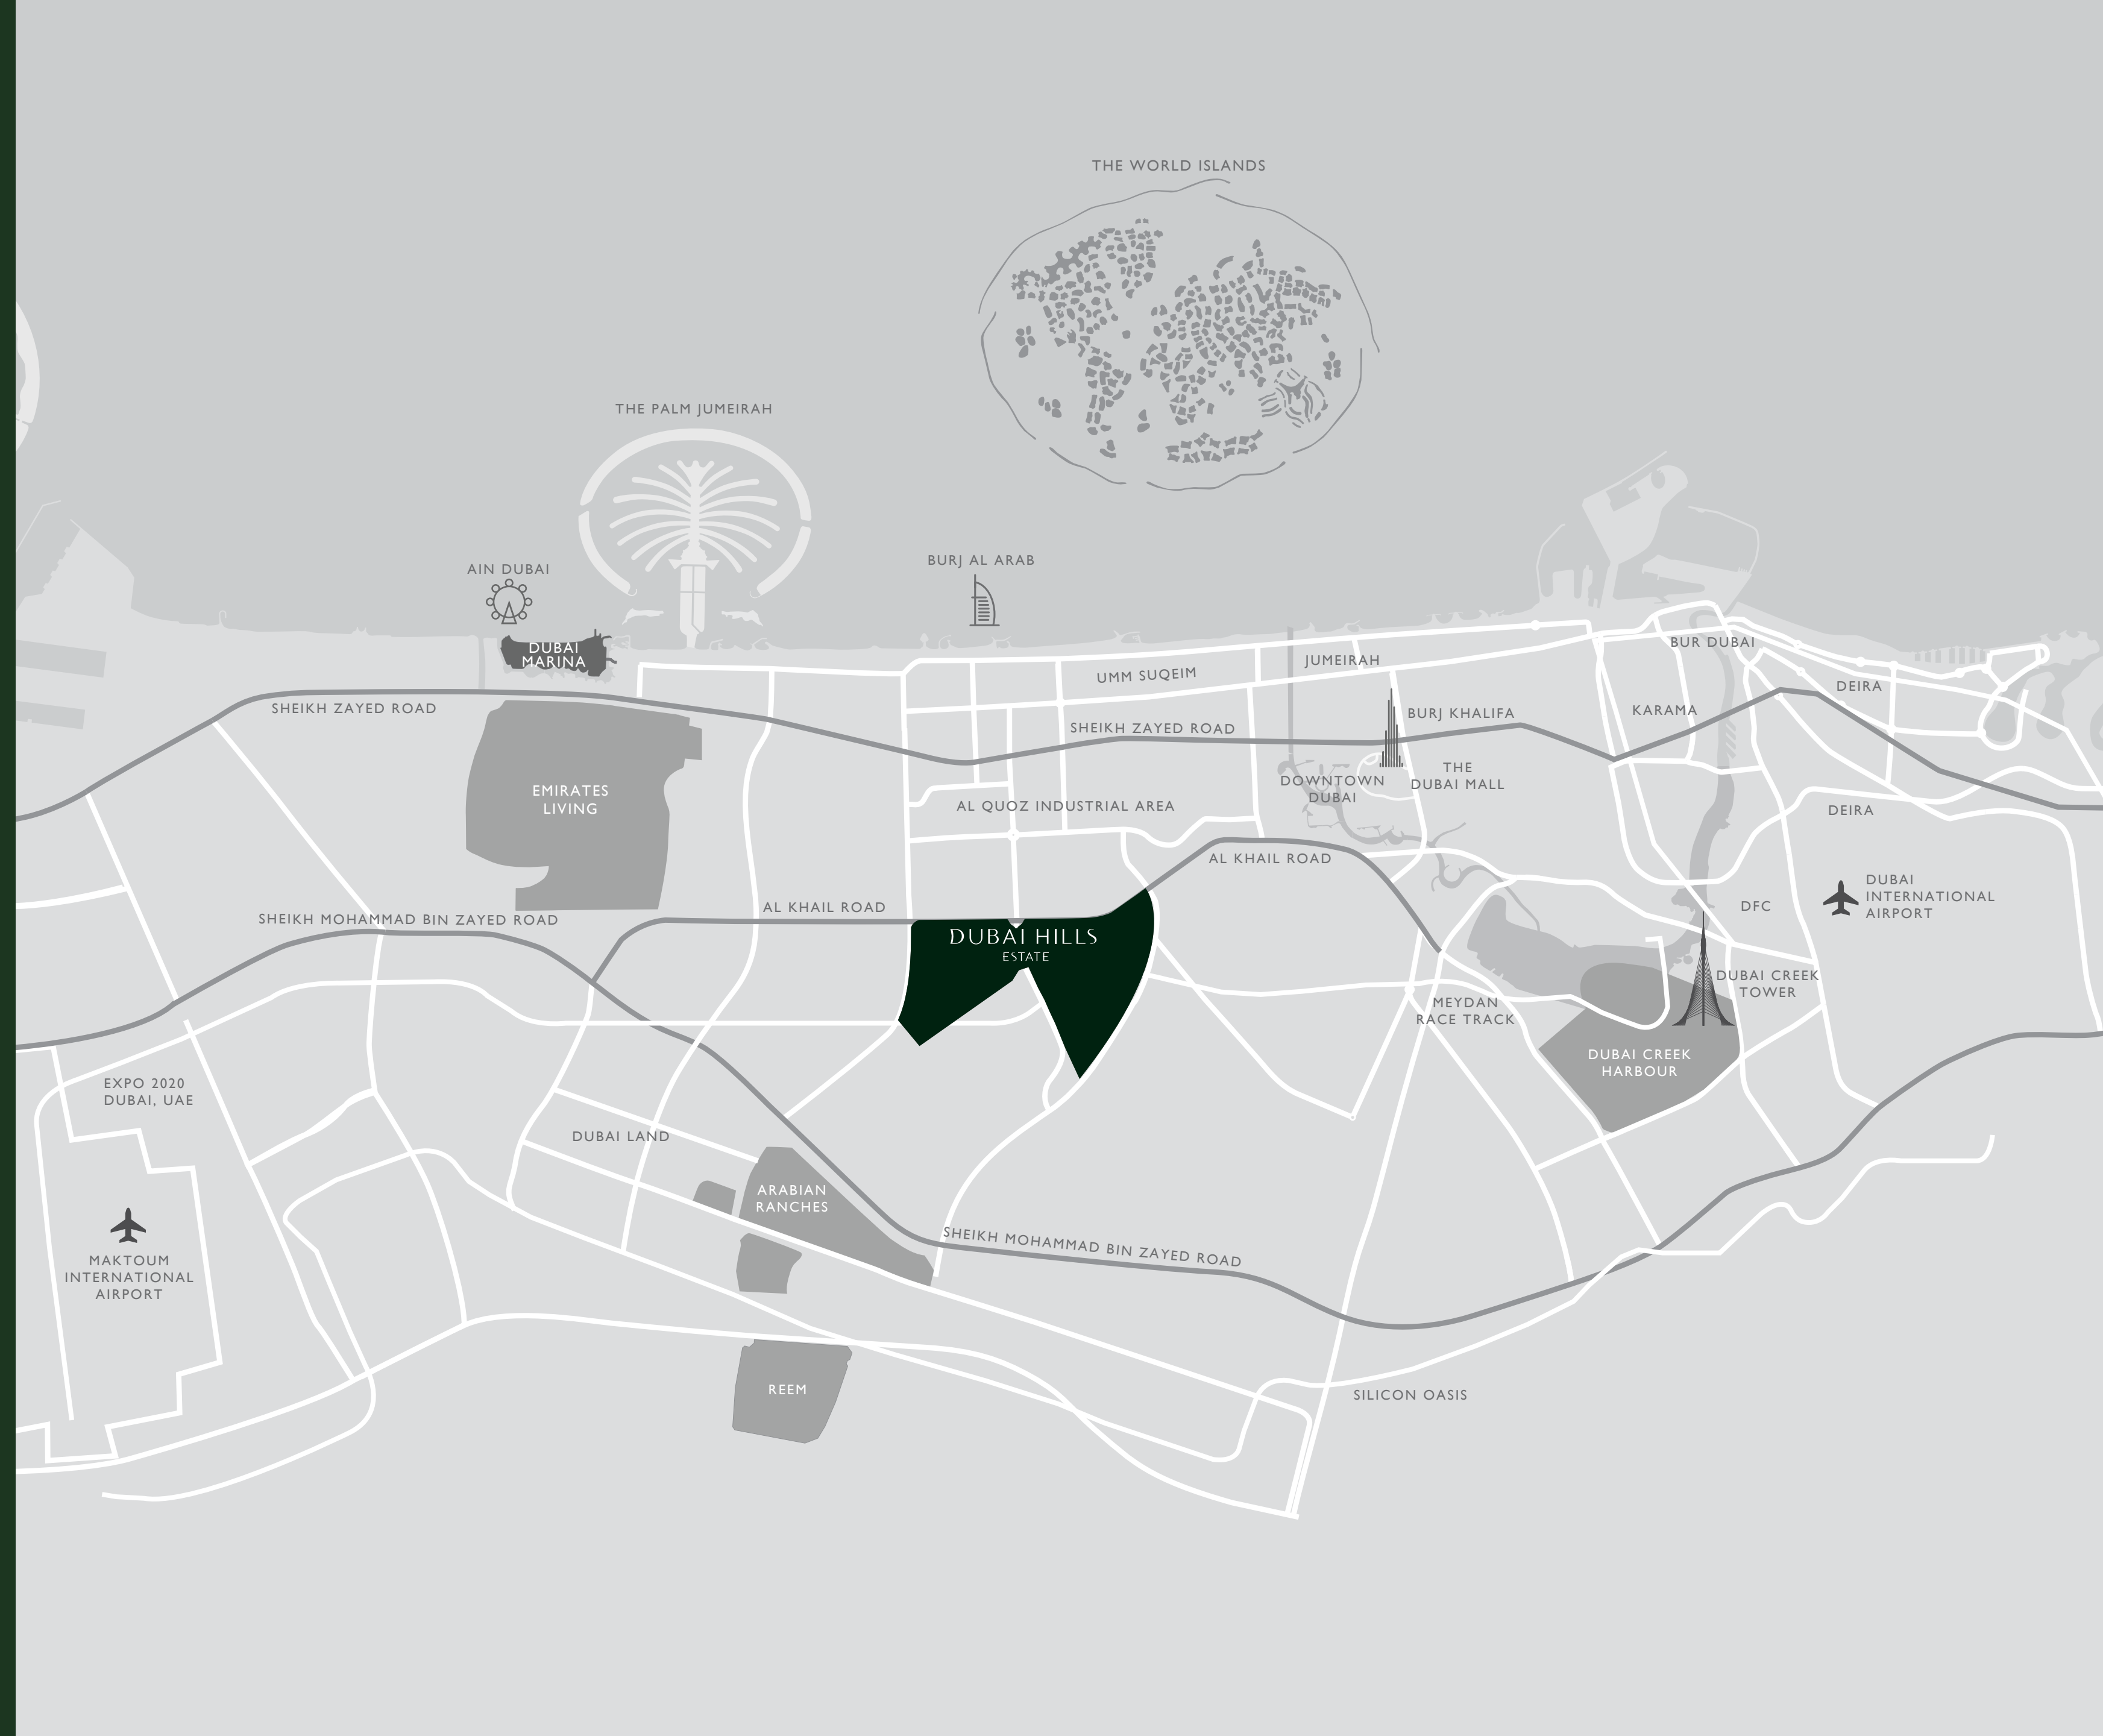 THE WORLD ISLANDS
THE PALM JUMEIRAH
BURJ AL ARAB
AIN DUBAI
DUBAI
MARINA
BUR DUBAI
JUMEIRAH
UMM SUQEIM
DEIRA
SHEIKH ZAYED ROAD
KARAMA
BURJ KHALIFA
SHEIKH ZAYED ROAD
THE
DUBAI MALL
DOWNTOWN
DUBAI
EMIRATES
LIVING
AL QUOZ INDUSTRIAL AREA
DEIRA
AL KHAIL ROAD
DUBAI
INTERNATIONAL
AIRPORT
DFC
AL KHAIL ROAD
SHEIKH MOHAMMAD BIN ZAYED ROAD
DUBAI HILLS
ESTATE
DUBAI CREEK
TOWER
MEYDAN
RACE TRACK
DUBAI CREEK
HARBOUR
EXPO 2020
DUBAI, UAE
DUBAI LAND
ARABIAN
RANCHES
SHEIKH MOHAMMAD BIN ZAYED ROAD
MAKTOUM
INTERNATIONAL
AIRPORT
REEM
SILICON OASIS